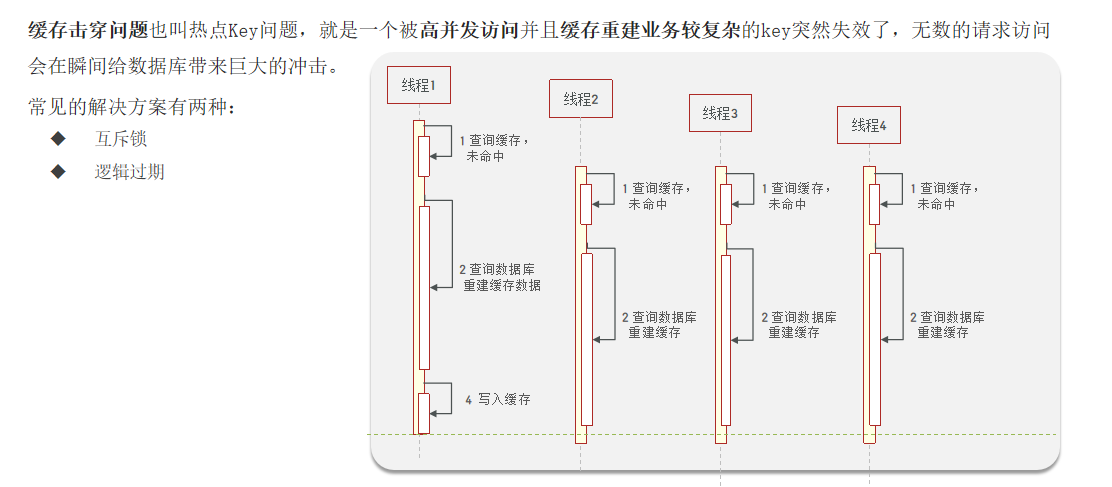 缓存击穿问题也叫热点Key问题，就是一个被高并发访问并且缓存重建业务较复杂的key突然失效了，无数的请求访问
会在瞬间给数据库带来巨大的冲击。
常见的解决方案有两种：
◆ 互斥锁
◆ 逻辑过期
线程1
1 查询缓存，
未命中
2 查询数据库
重建缓存数据
4 写入缓存
线程2
1 查询缓存，
未命中
2 查询数据库
重建缓存
线程3
1 查询缓存，
未命中
2 查询数据库
重建缓存
线程4
1 查询缓存，
未命中
2 查询数据库
重建缓存